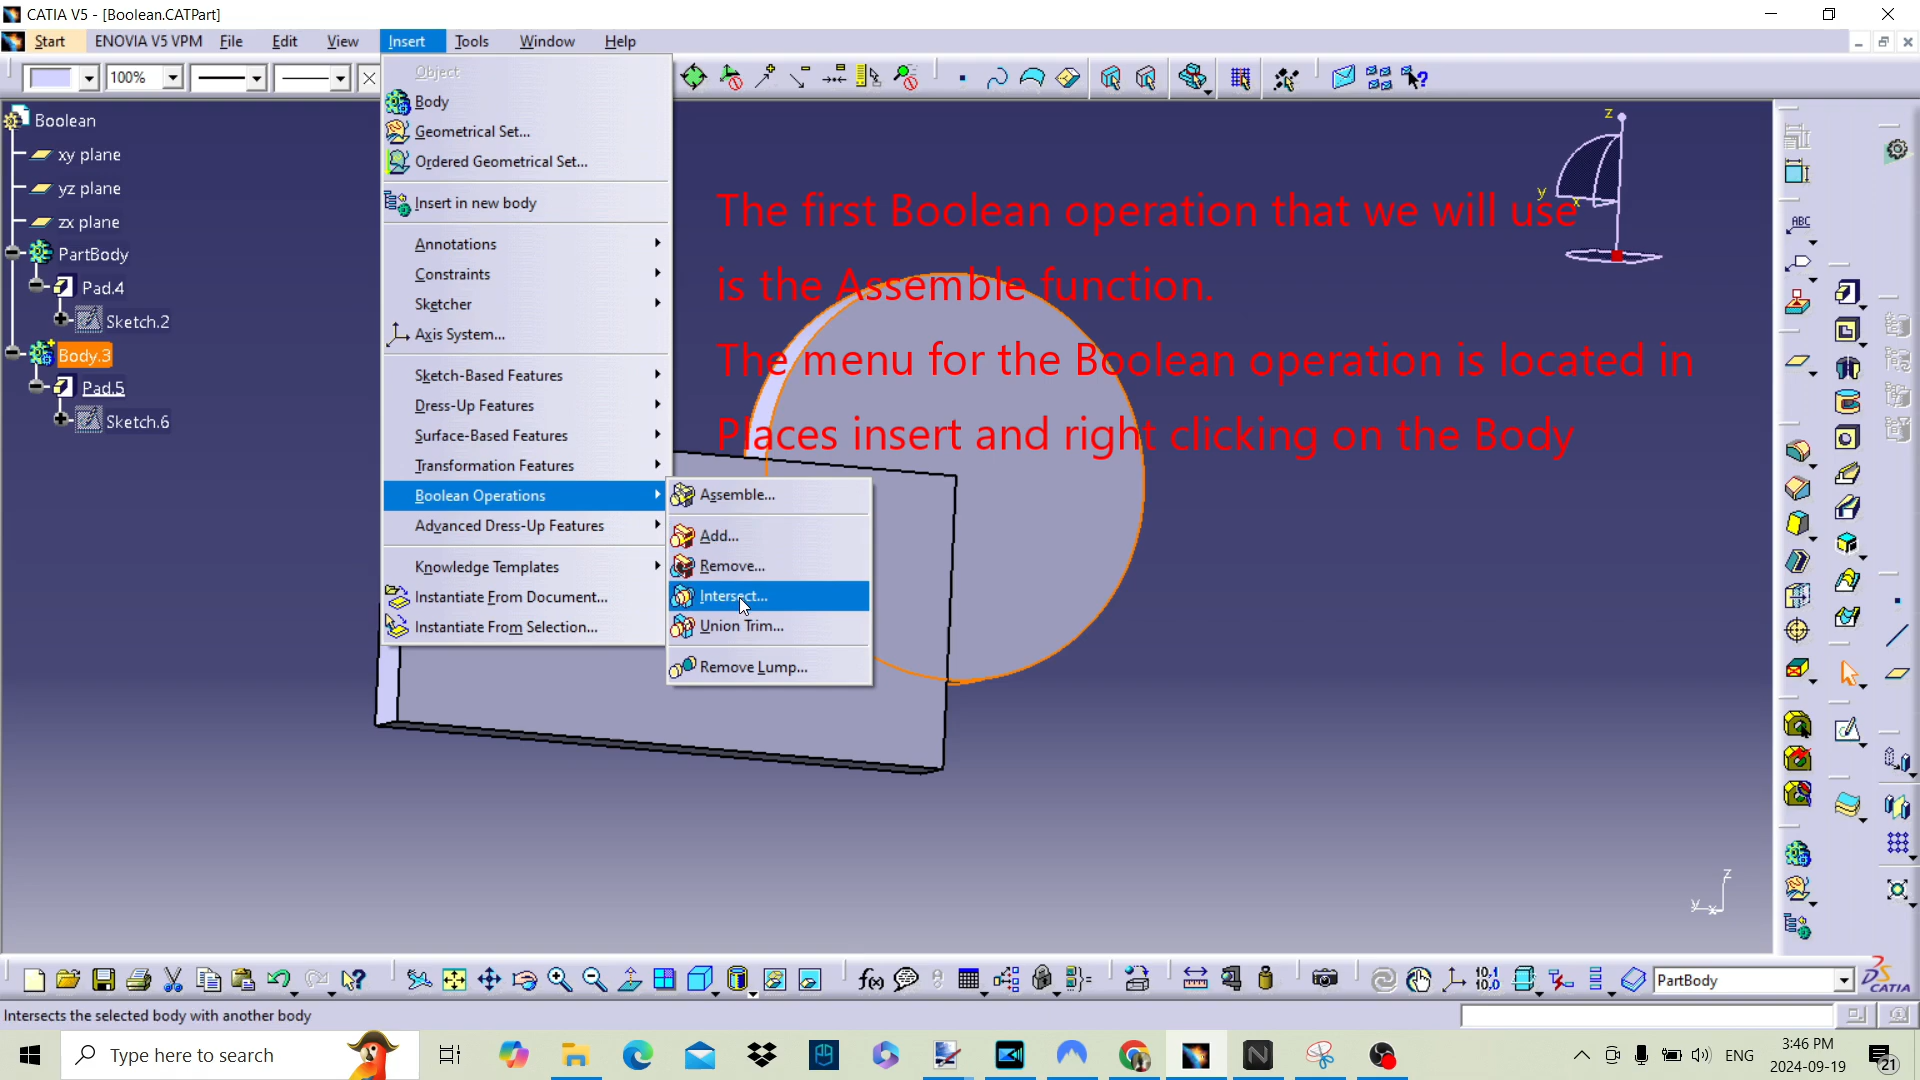 CATIA V5 - [Boolean.CATPart]
Start ENOVIA V5 VPM File Edit View Insert Tools Window Help
100%
Object
Body
Geometrical Set...
Ordered Geometrical Set...
Insert in new body
Annotations
Constraints
Sketcher
Axis System...
Sketch-Based Features
Dress-Up Features
Surface-Based Features
Transformation Features
Boolean Operations
Advanced Dress-Up Features
Knowledge Templates
Instantiate From Document...
Instantiate From Selection...
Assemble...
Add...
Remove...
Intersect...
Union Trim...
Remove Lump...
Boolean
xy plane
yz plane
zx plane
PartBody
Pad.4
Sketch.2
Body.3
Pad.5
Sketch.6
The first Boolean operation that we will use
is the Assemble function.
The menu for the Boolean operation is located in
Places insert and right clicking on the Body
z
y
x
ABC
z
y
x
f(x)
10,1
10,0
PartBody
CATIA
Intersects the selected body with another body
Type here to search
ENG
3:46 PM
2024-09-19
21